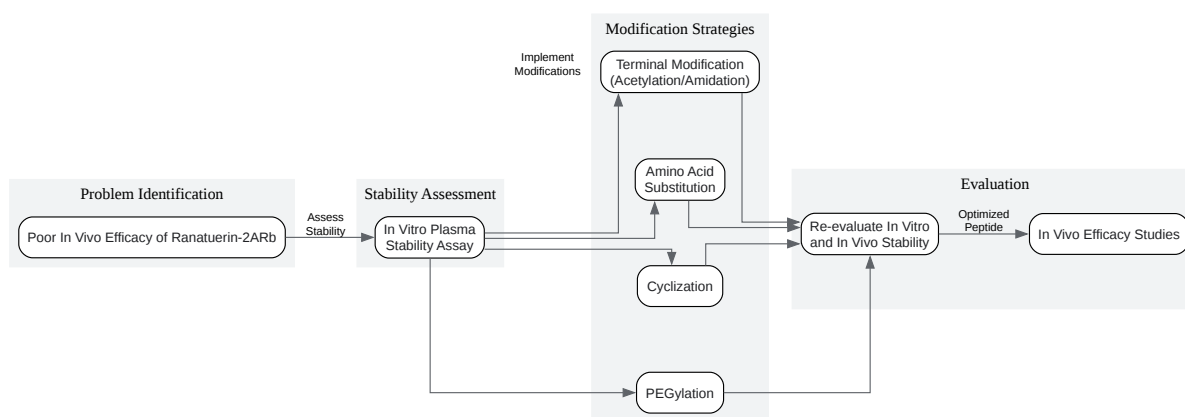 Problem Identification
Poor In Vivo Efficacy of Ranatuerin-2ARb
Assess
Stability
Stability Assessment
In Vitro Plasma
Stability Assay
Implement
Modifications
Modification Strategies
Terminal Modification
(Acetylation/Amidation)
Amino Acid
Substitution
Cyclization
PEGylation
Evaluation
Re-evaluate In Vitro
and In Vivo Stability
Optimized
Peptide
In Vivo Efficacy Studies